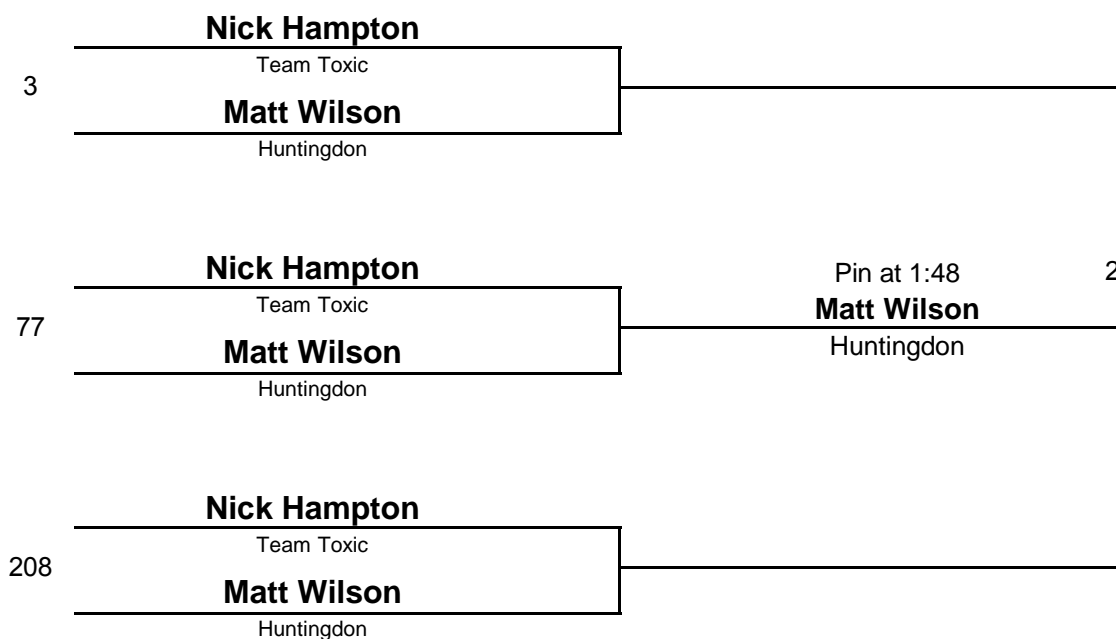 Nick Hampton
Team Toxic
3
Matt Wilson
Huntingdon
Nick Hampton
Team Toxic
77
Matt Wilson
Huntingdon
Pin at 1:48
Matt Wilson
Huntingdon
2
Nick Hampton
Team Toxic
208
Matt Wilson
Huntingdon